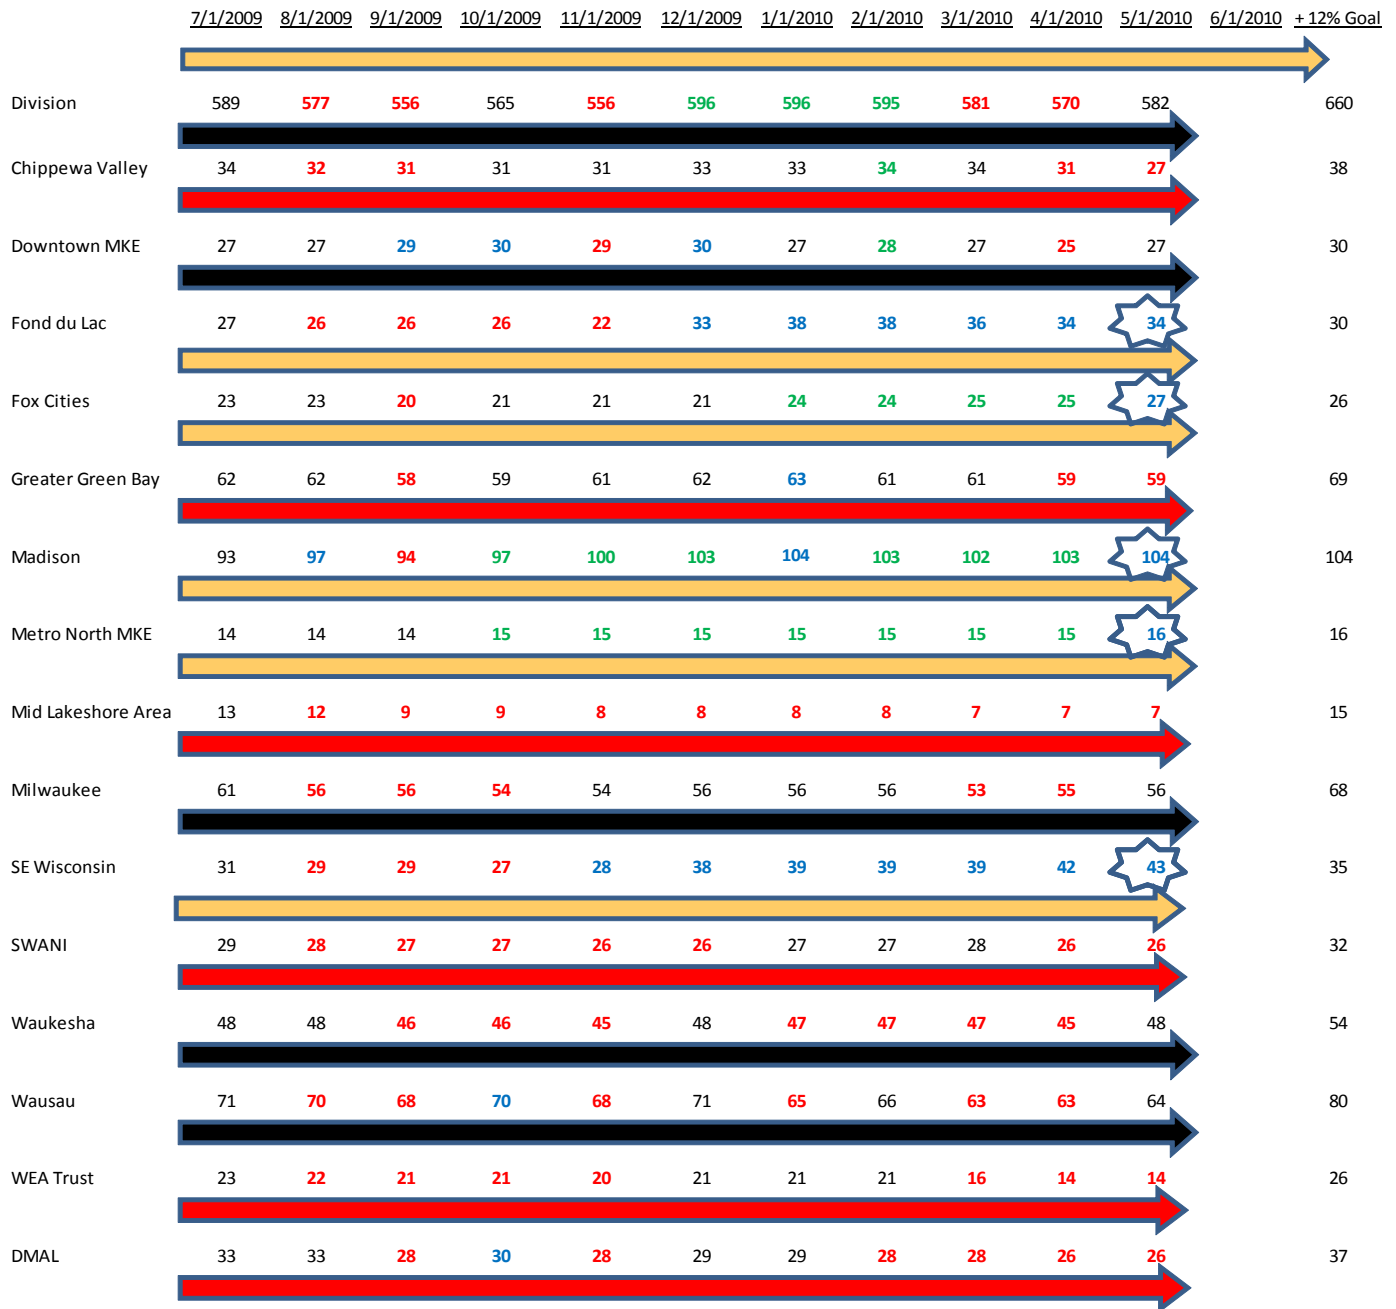 7/1/2009 8/1/2009 9/1/2009 10/1/2009 11/1/2009 12/1/2009 1/1/2010 2/1/2010 3/1/2010 4/1/2010 5/1/2010 6/1/2010 + 12% Goal
Division 589 577 556 565 556 596 596 595 581 570 582 660
Chippewa Valley 34 32 31 31 31 33 33 34 34 31 27 38
Downtown MKE 27 27 29 30 29 30 27 28 27 25 27 30
Fond du Lac 27 26 26 26 22 33 38 38 36 34 34 30
Fox Cities 23 23 20 21 21 21 24 24 25 25 27 26
Greater Green Bay 62 62 58 59 61 62 63 61 61 59 59 69
Madison 93 97 94 97 100 103 104 103 102 103 104 104
Metro North MKE 14 14 14 15 15 15 15 15 15 15 16 16
Mid Lakeshore Area 13 12 9 9 8 8 8 8 7 7 7 15
Milwaukee 61 56 56 54 54 56 56 56 53 55 56 68
SE Wisconsin 31 29 29 27 28 38 39 39 39 42 43 35
SWANI 29 28 27 27 26 26 27 27 28 26 26 32
Waukesha 48 48 46 46 45 48 47 47 47 45 48 54
Wausau 71 70 68 70 68 71 65 66 63 63 64 80
WEA Trust 23 22 21 21 20 21 21 21 16 14 14 26
DMAL 33 33 28 30 28 29 29 28 28 26 26 37